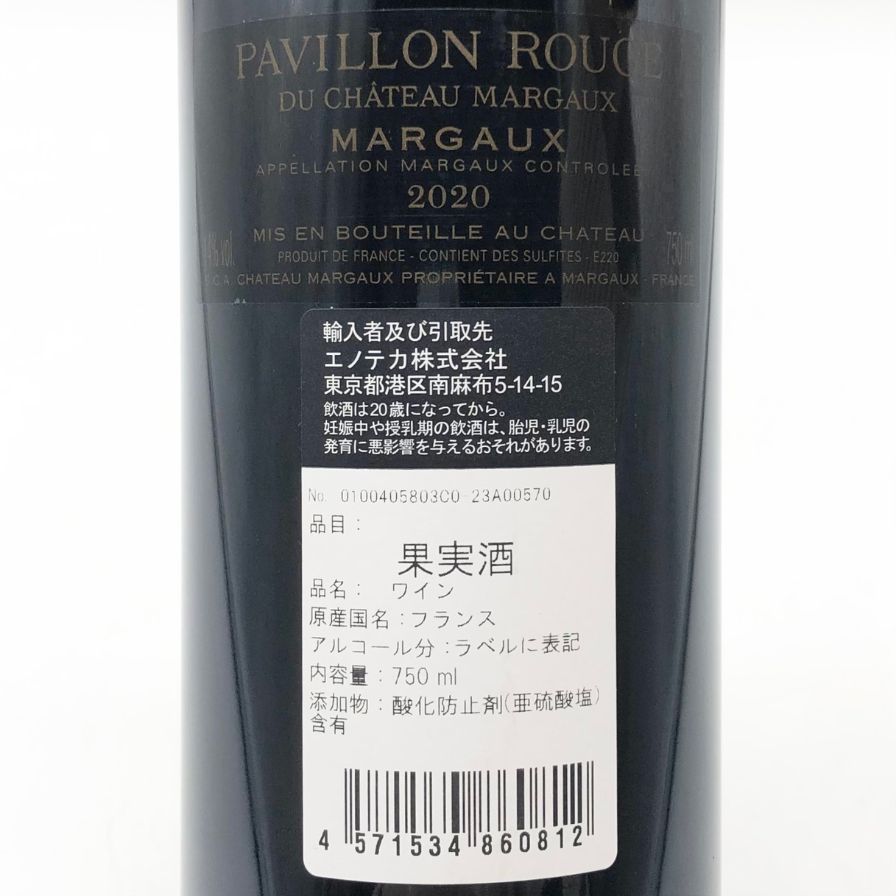 PAVILLON ROUGE
DU CHÂTEAU MARGAUX
MARGAUX
APPELLATION MARGAUX CONTROLÉE
2020
MIS EN BOUTEILLE AU CHATEAU
4% vol. PRODUIT DE FRANCE - CONTIENT DES SULFITES - E220 750 ml
C.A. CHATEAU MARGAUX PROPRIÉTAIRE A MARGAUX - FRANCE
輸入者及び引取先
エノテカ株式会社
東京都港区南麻布5-14-15
飲酒は20歳になってから。
妊娠中や授乳期の飲酒は、胎児・乳児の
発育に悪影響を与えるおそれがあります。
No. 0100405803C0-23A00570
品目:
果実酒
品名: ワイン
原産国名:フランス
アルコール分:ラベルに表記
内容量:750 ml
添加物:酸化防止剤(亜硫酸塩)
含有
4 571534 860812